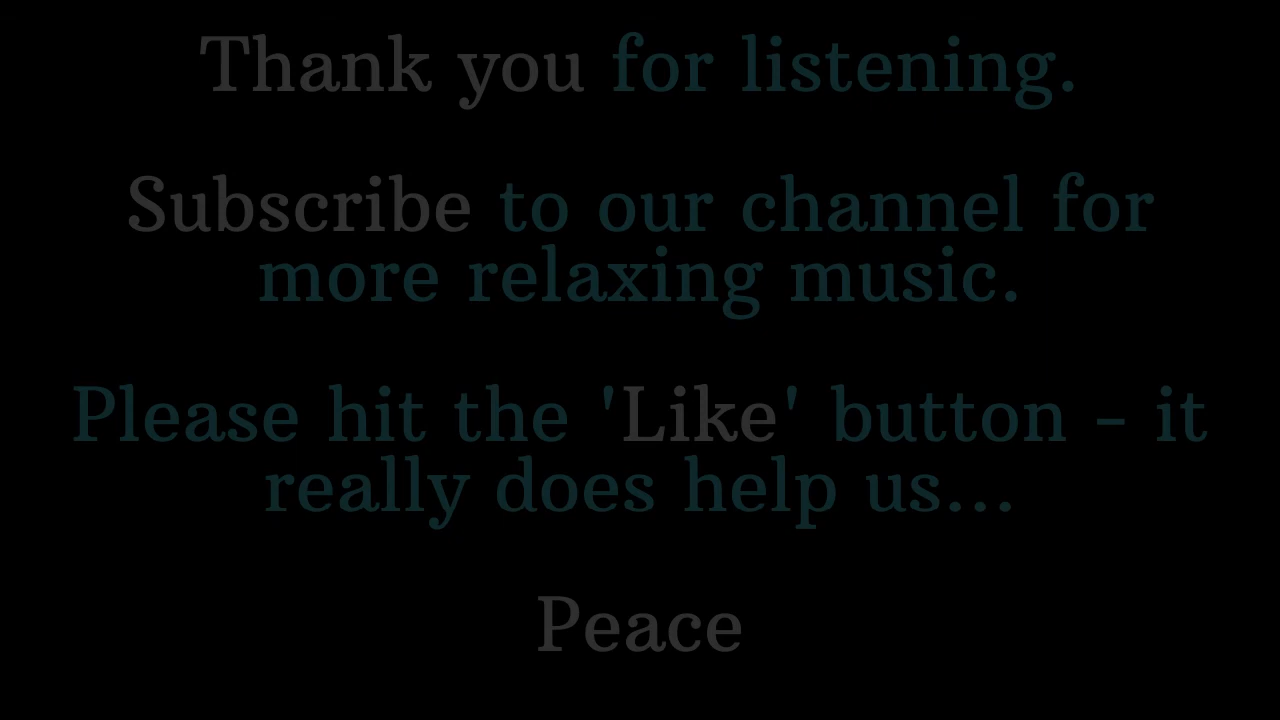 Thank you for listening.
Subscribe to our channel for
more relaxing music.
Please hit the 'Like' button - it
really does help us...
Peace